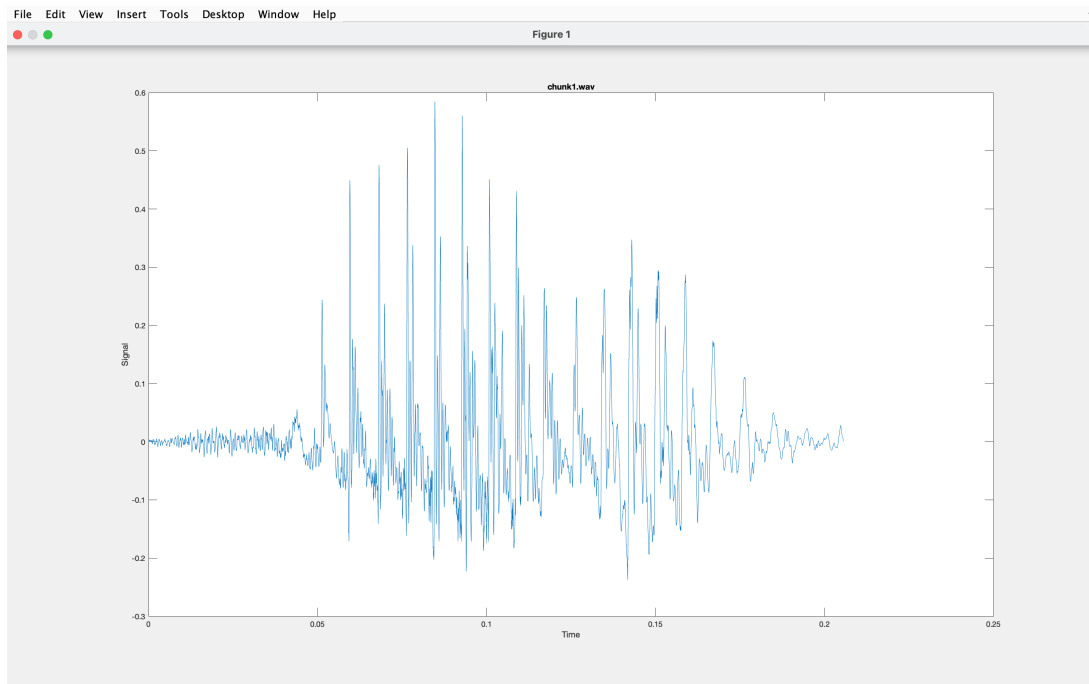 File Edit View Insert Tools Desktop Window Help
Figure 1
chunk1.wav
0.6
0.5
0.4
0.3
0.2
0.1
0
-0.1
-0.2
-0.3
Signal
0 0.05 0.1 0.15 0.2 0.25
Time